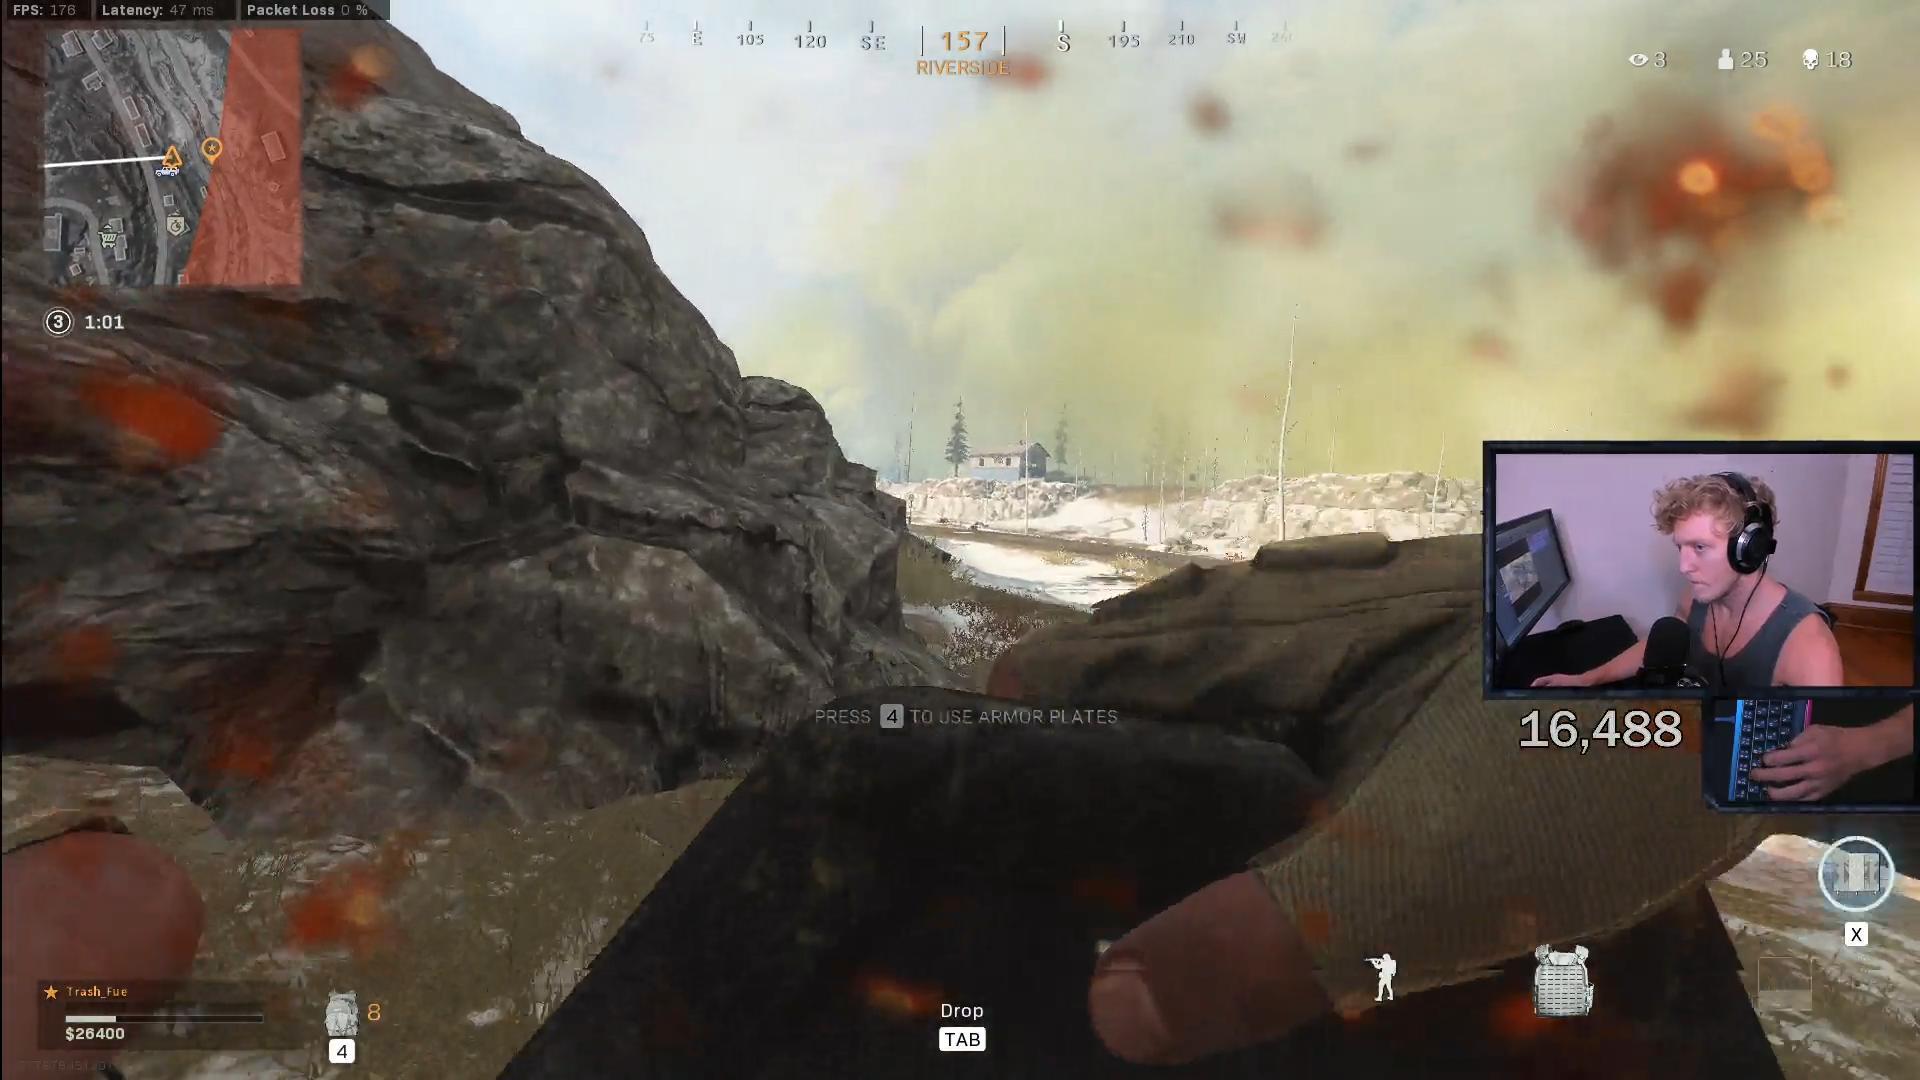 FPS: 176 Latency: 47 ms Packet Loss 0 %
75 E 105 120 SE 157 S 195 210 SW 240
RIVERSIDE
3 25 18
3 1:01
PRESS 4 TO USE ARMOR PLATES
16,488
X
Trash_Fue
$26400
8
4
Drop
TAB